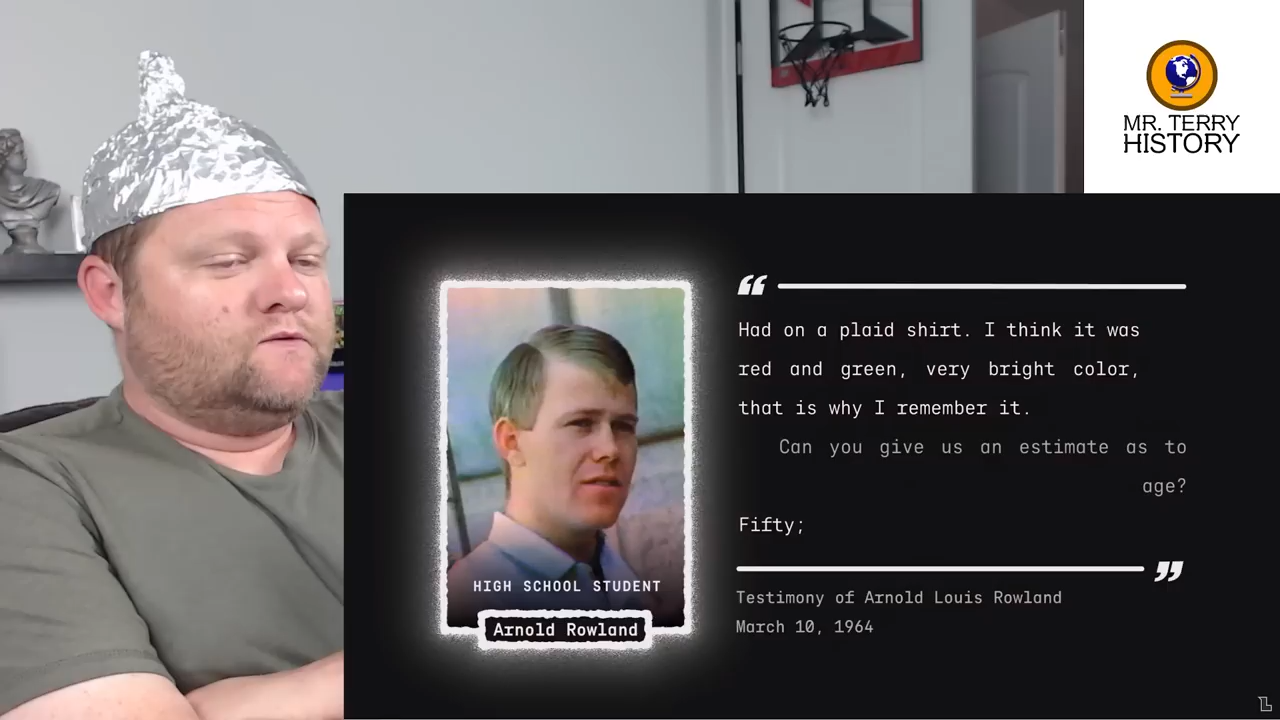 MR. TERRY
HISTORY
“
Had on a plaid shirt. I think it was
red and green, very bright color,
that is why I remember it.
Can you give us an estimate as to
age?
Fifty;
”
Testimony of Arnold Louis Rowland
March 10, 1964
HIGH SCHOOL STUDENT
Arnold Rowland